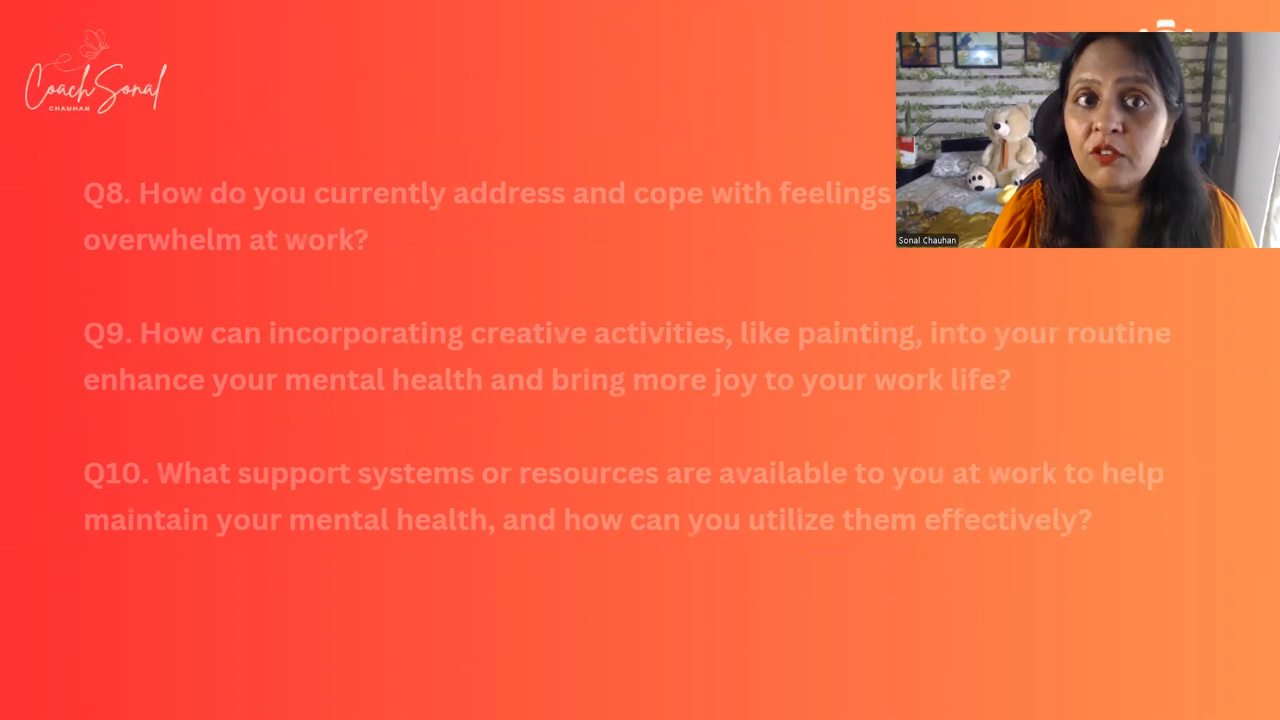 Coach Sonal
CHAUHAN
Q8. How do you currently address and cope with feelings
overwhelm at work?
Sonal Chauhan
Q9. How can incorporating creative activities, like painting, into your routine
enhance your mental health and bring more joy to your work life?
Q10. What support systems or resources are available to you at work to help
maintain your mental health, and how can you utilize them effectively?